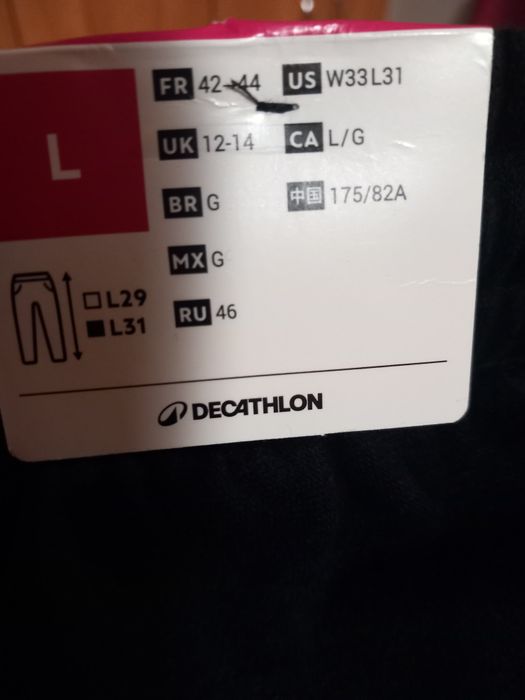 L
FR 42-44 US W33L31
UK 12-14 CA L/G
BR G 中国 175/82A
MX G
RU 46
L29
L31
DECATHLON